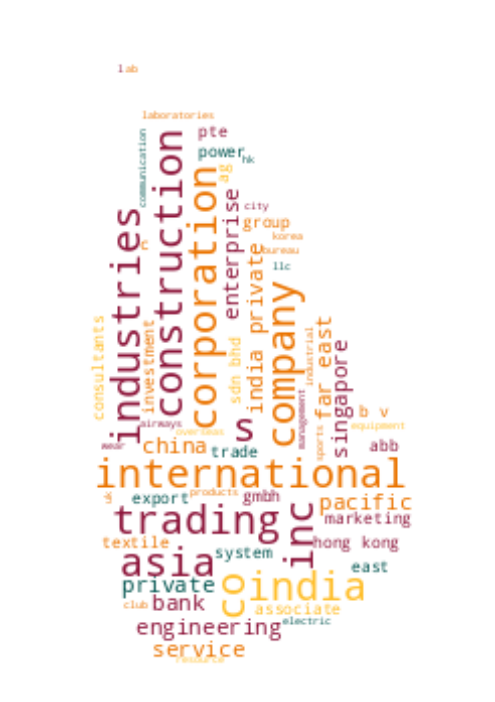 lab
laboratories
communication
construction
pte
power
hk
ag
corporation
enterprise
city
industries
group
korea
c
bureau
india private
llc
company
consultants
investment
far east
industrial
sdn bhd
singapore
management
airways
s
b v
equipment
overseas
sports
wear
china
trade
abb
international
uk
export
products
gmbh
pacific
trading
inc
marketing
textile
hong kong
asia
system
east
private
co
india
club
bank
associate
engineering
electric
service
resource